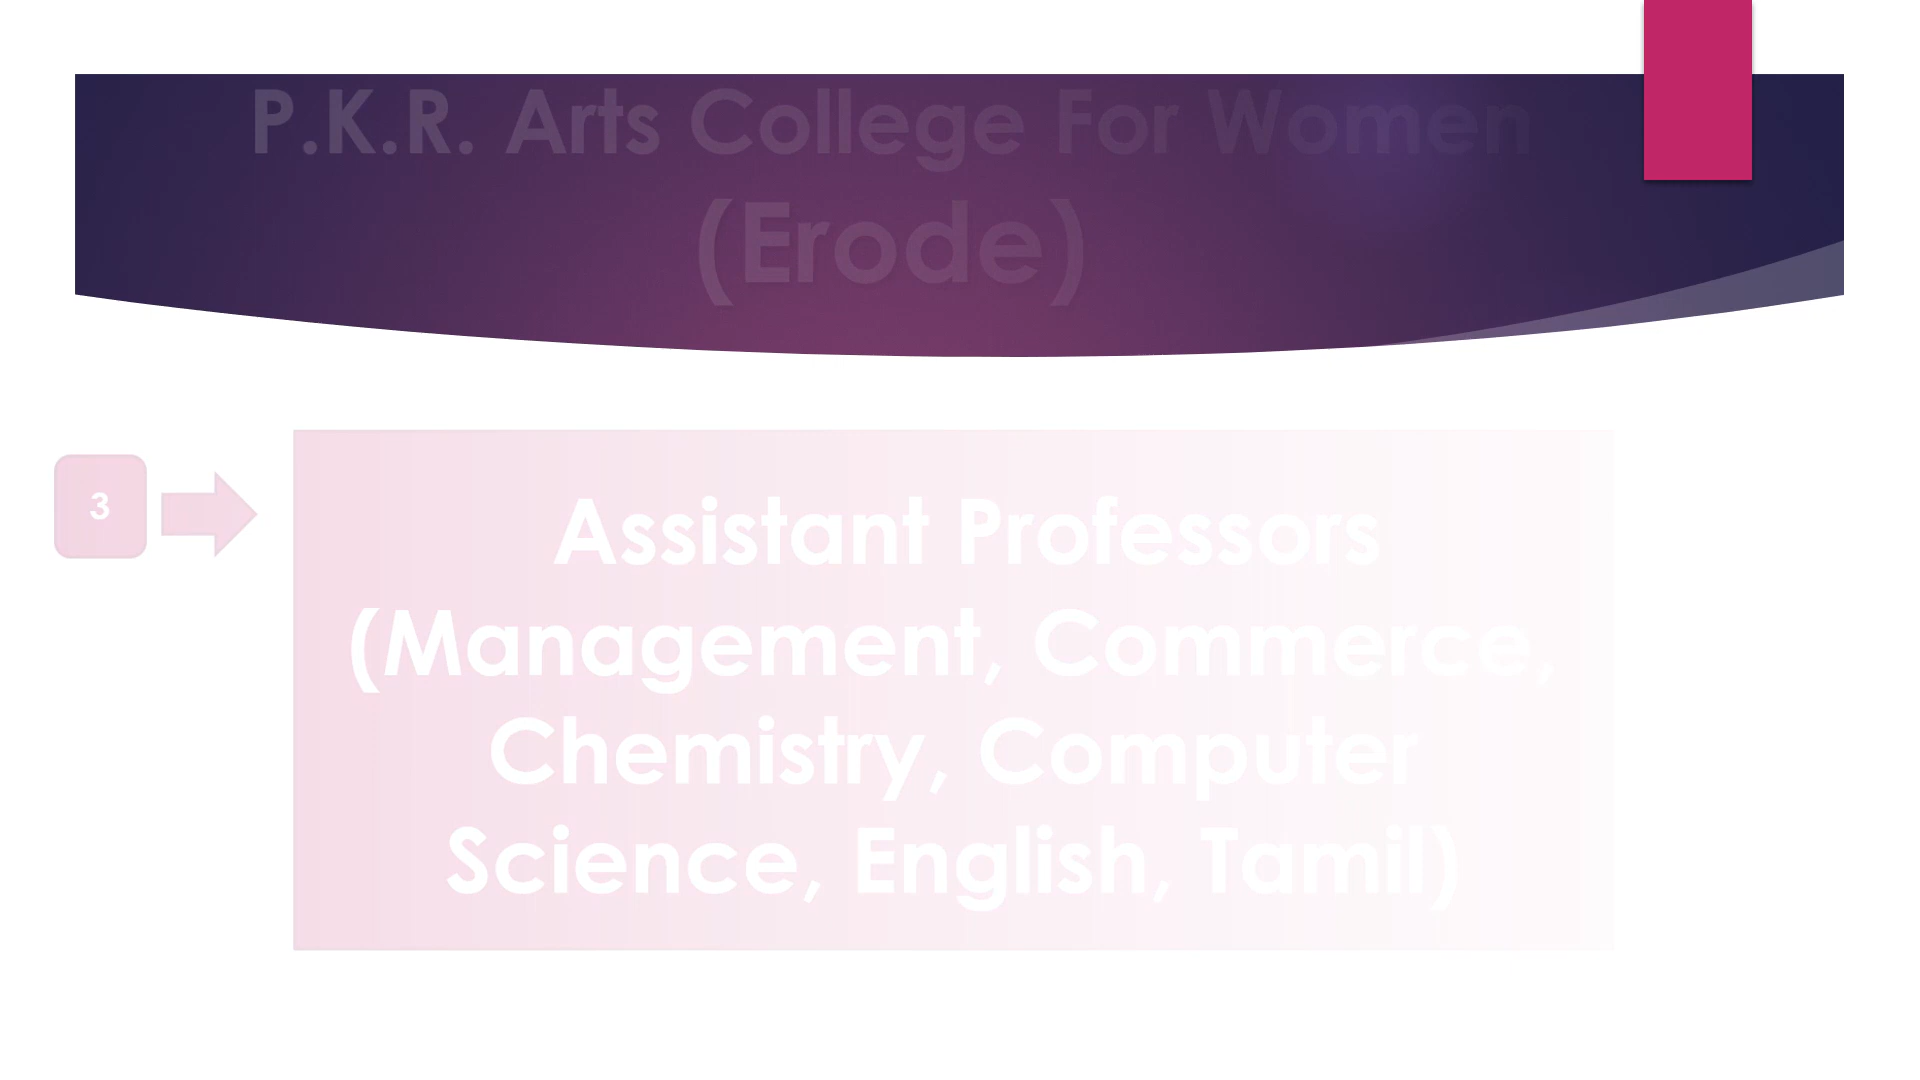 P.K.R. Arts College For Women
(Erode)
3
Assistant Professors
(Management, Commerce,
Chemistry, Computer
Science, English, Tamil)